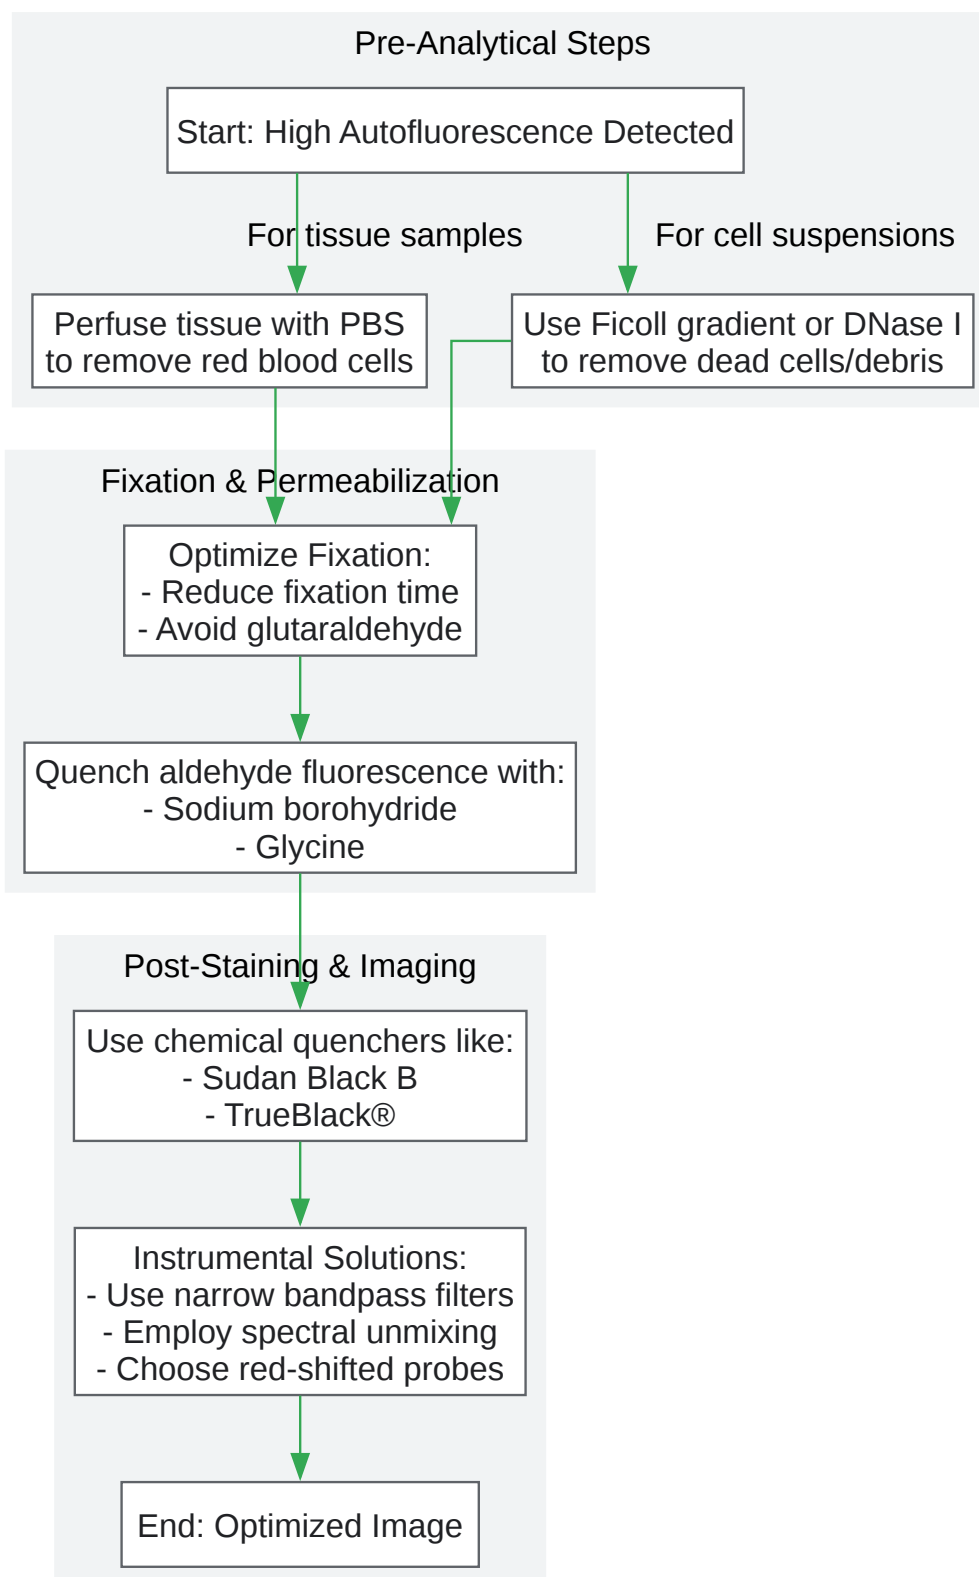 Pre-Analytical Steps
Start: High Autofluorescence Detected
For tissue samples
For cell suspensions
Perfuse tissue with PBS
to remove red blood cells
Use Ficoll gradient or DNase I
to remove dead cells/debris
Fixation & Permeabilization
Optimize Fixation:
- Reduce fixation time
- Avoid glutaraldehyde
Quench aldehyde fluorescence with:
- Sodium borohydride
- Glycine
Post-Staining & Imaging
Use chemical quenchers like:
- Sudan Black B
- TrueBlack®
Instrumental Solutions:
- Use narrow bandpass filters
- Employ spectral unmixing
- Choose red-shifted probes
End: Optimized Image